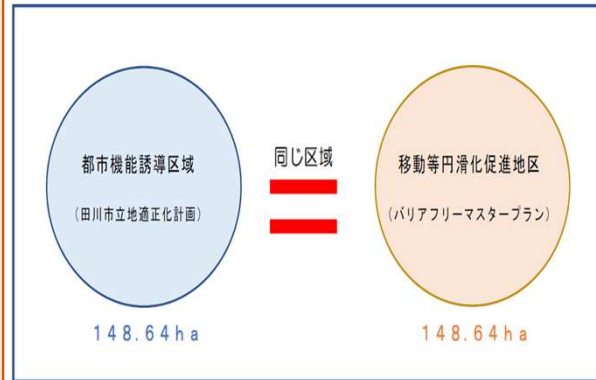 都市機能誘導区域
(田川市立地適正化計画)
同じ区域
移動等円滑化促進地区
(バリアフリーマスタープラン)
148.64ha
148.64ha